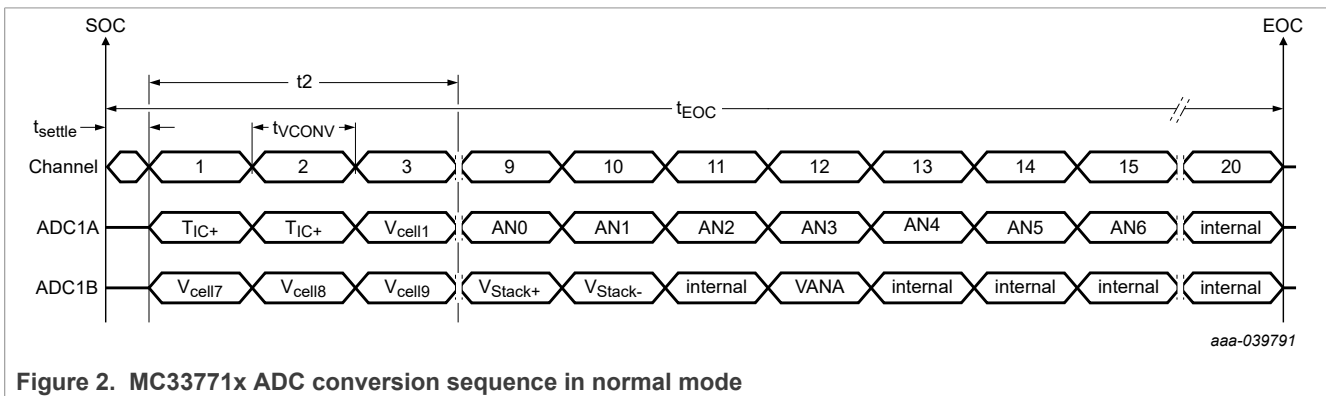 SOC EOC
t2
tEOC
tsettle
tVCONV
Channel 1 2 3 9 10 11 12 13 14 15 20
ADC1A TIC+ TIC+ Vcell1 AN0 AN1 AN2 AN3 AN4 AN5 AN6 internal
ADC1B Vcell7 Vcell8 Vcell9 VStack+ VStack- internal VANA internal internal internal internal
aaa-039791
Figure 2. MC33771x ADC conversion sequence in normal mode